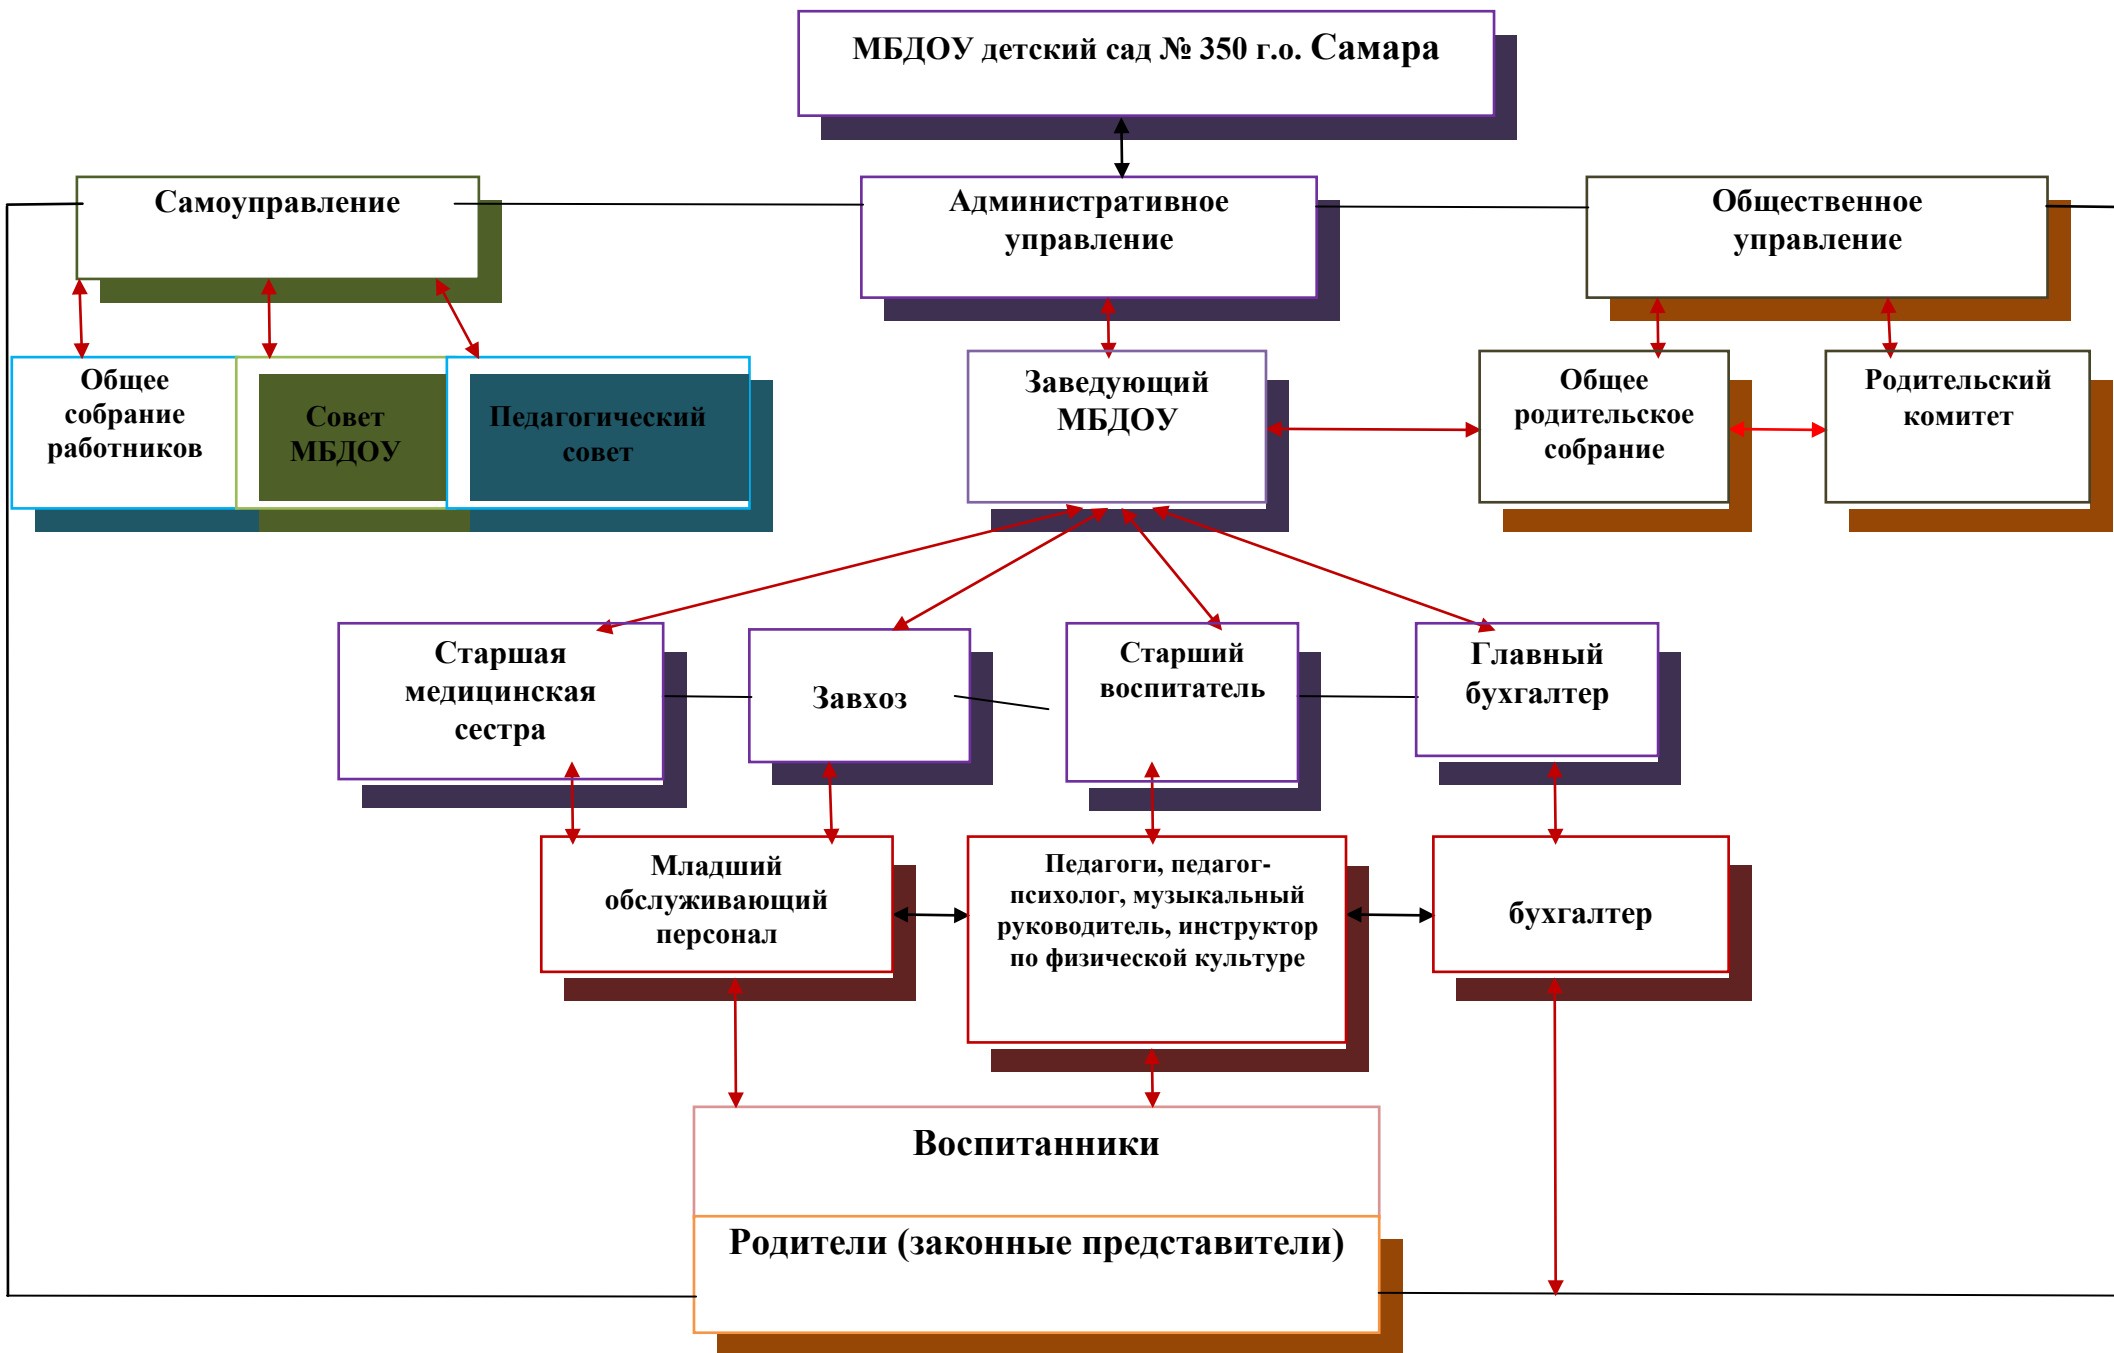 МБДОУ детский сад № 350 г.о. Самара
Самоуправление
Административное
управление
Общественное
управление
Общее
собрание
работников
Совет
МБДОУ
Педагогический
совет
Заведующий
МБДОУ
Общее
родительское
собрание
Родительский
комитет
Старшая
медицинская
сестра
Завхоз
Старший
воспитатель
Главный
бухгалтер
Младший
обслуживающий
персонал
Педагоги, педагог-
психолог, музыкальный
руководитель, инструктор
по физической культуре
бухгалтер
Воспитанники
Родители (законные представители)